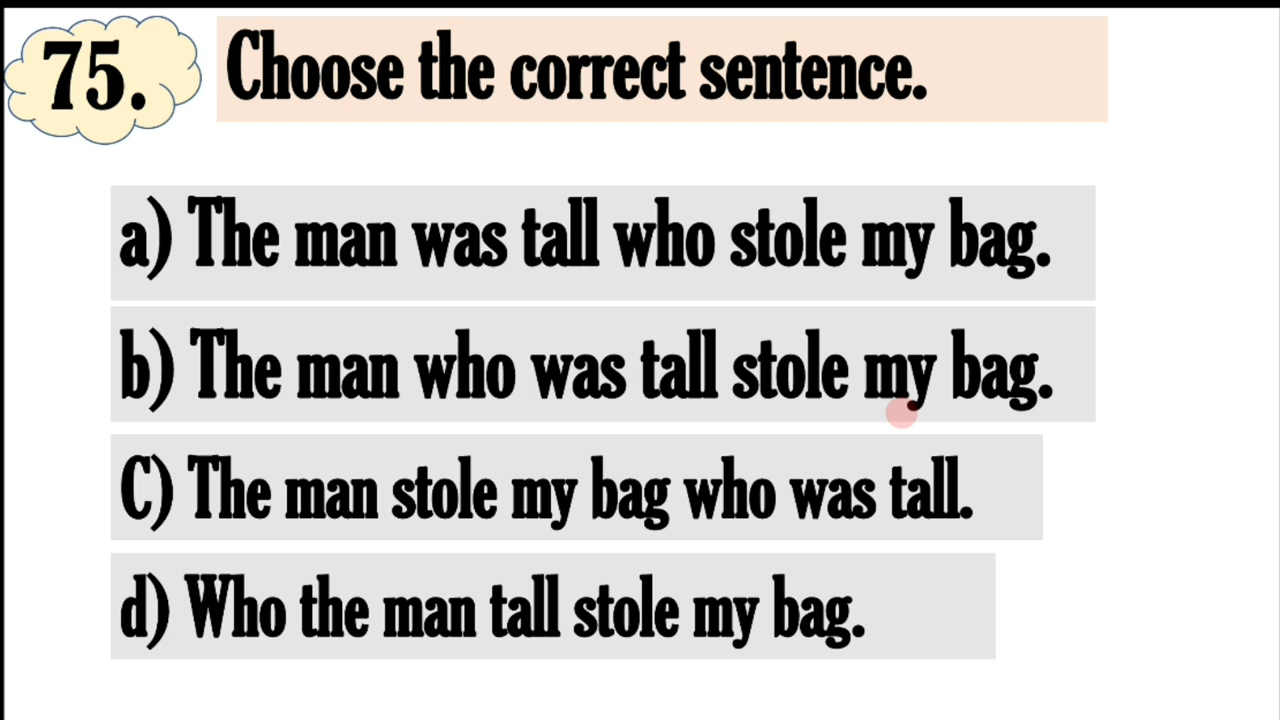 75. Choose the correct sentence.
a) The man was tall who stole my bag.
b) The man who was tall stole my bag.
C) The man stole my bag who was tall.
d) Who the man tall stole my bag.